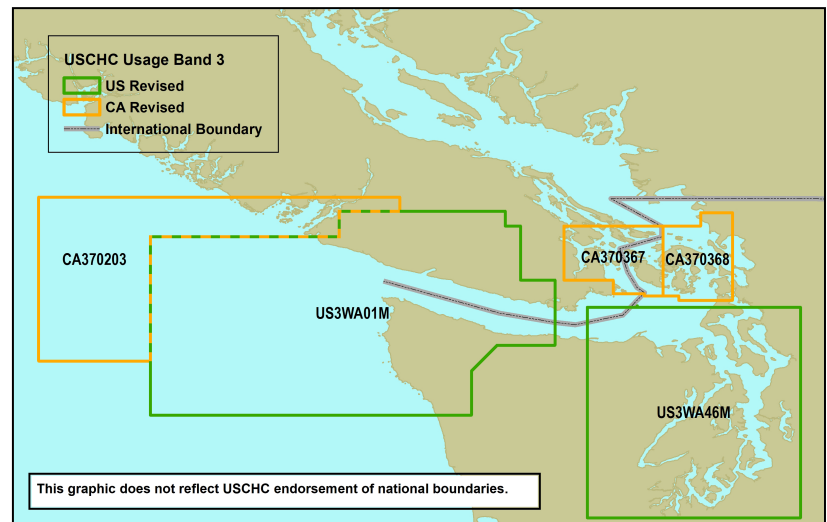 USCHC Usage Band 3
US Revised
CA Revised
International Boundary
CA370203
CA370367
CA370368
US3WA01M
US3WA46M
This graphic does not reflect USCHC endorsement of national boundaries.